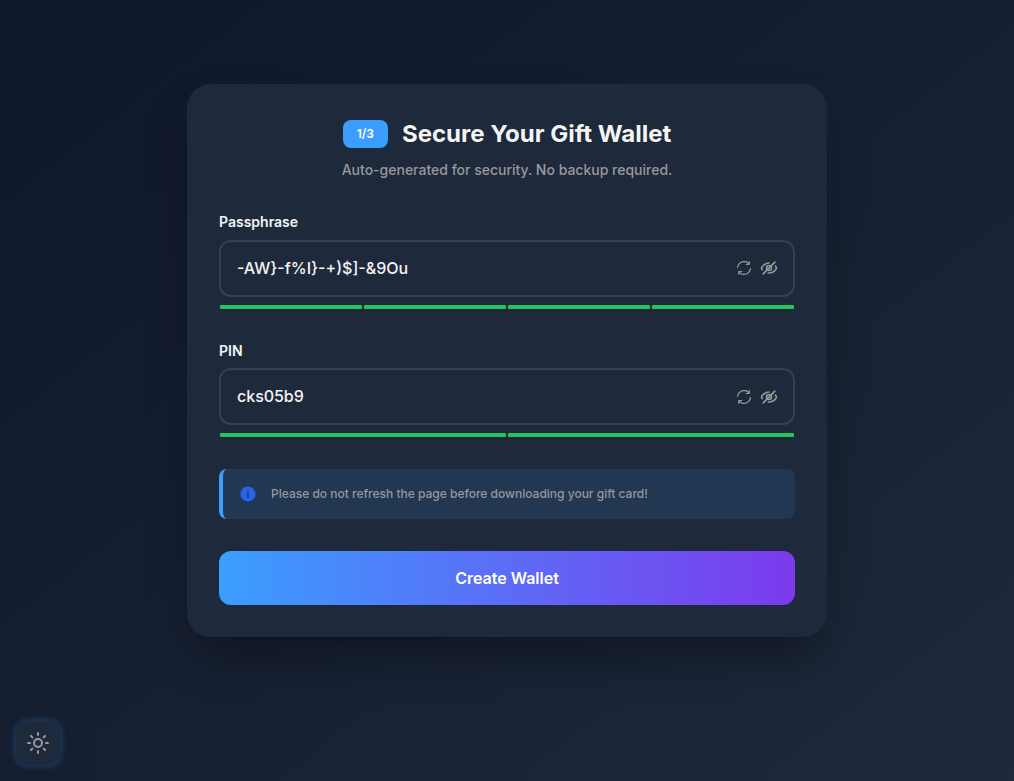 1/3
Secure Your Gift Wallet
Auto-generated for security. No backup required.
Passphrase
-AW}-f%l}-+)$]-&9Ou
PIN
cks05b9
Please do not refresh the page before downloading your gift card!
Create Wallet